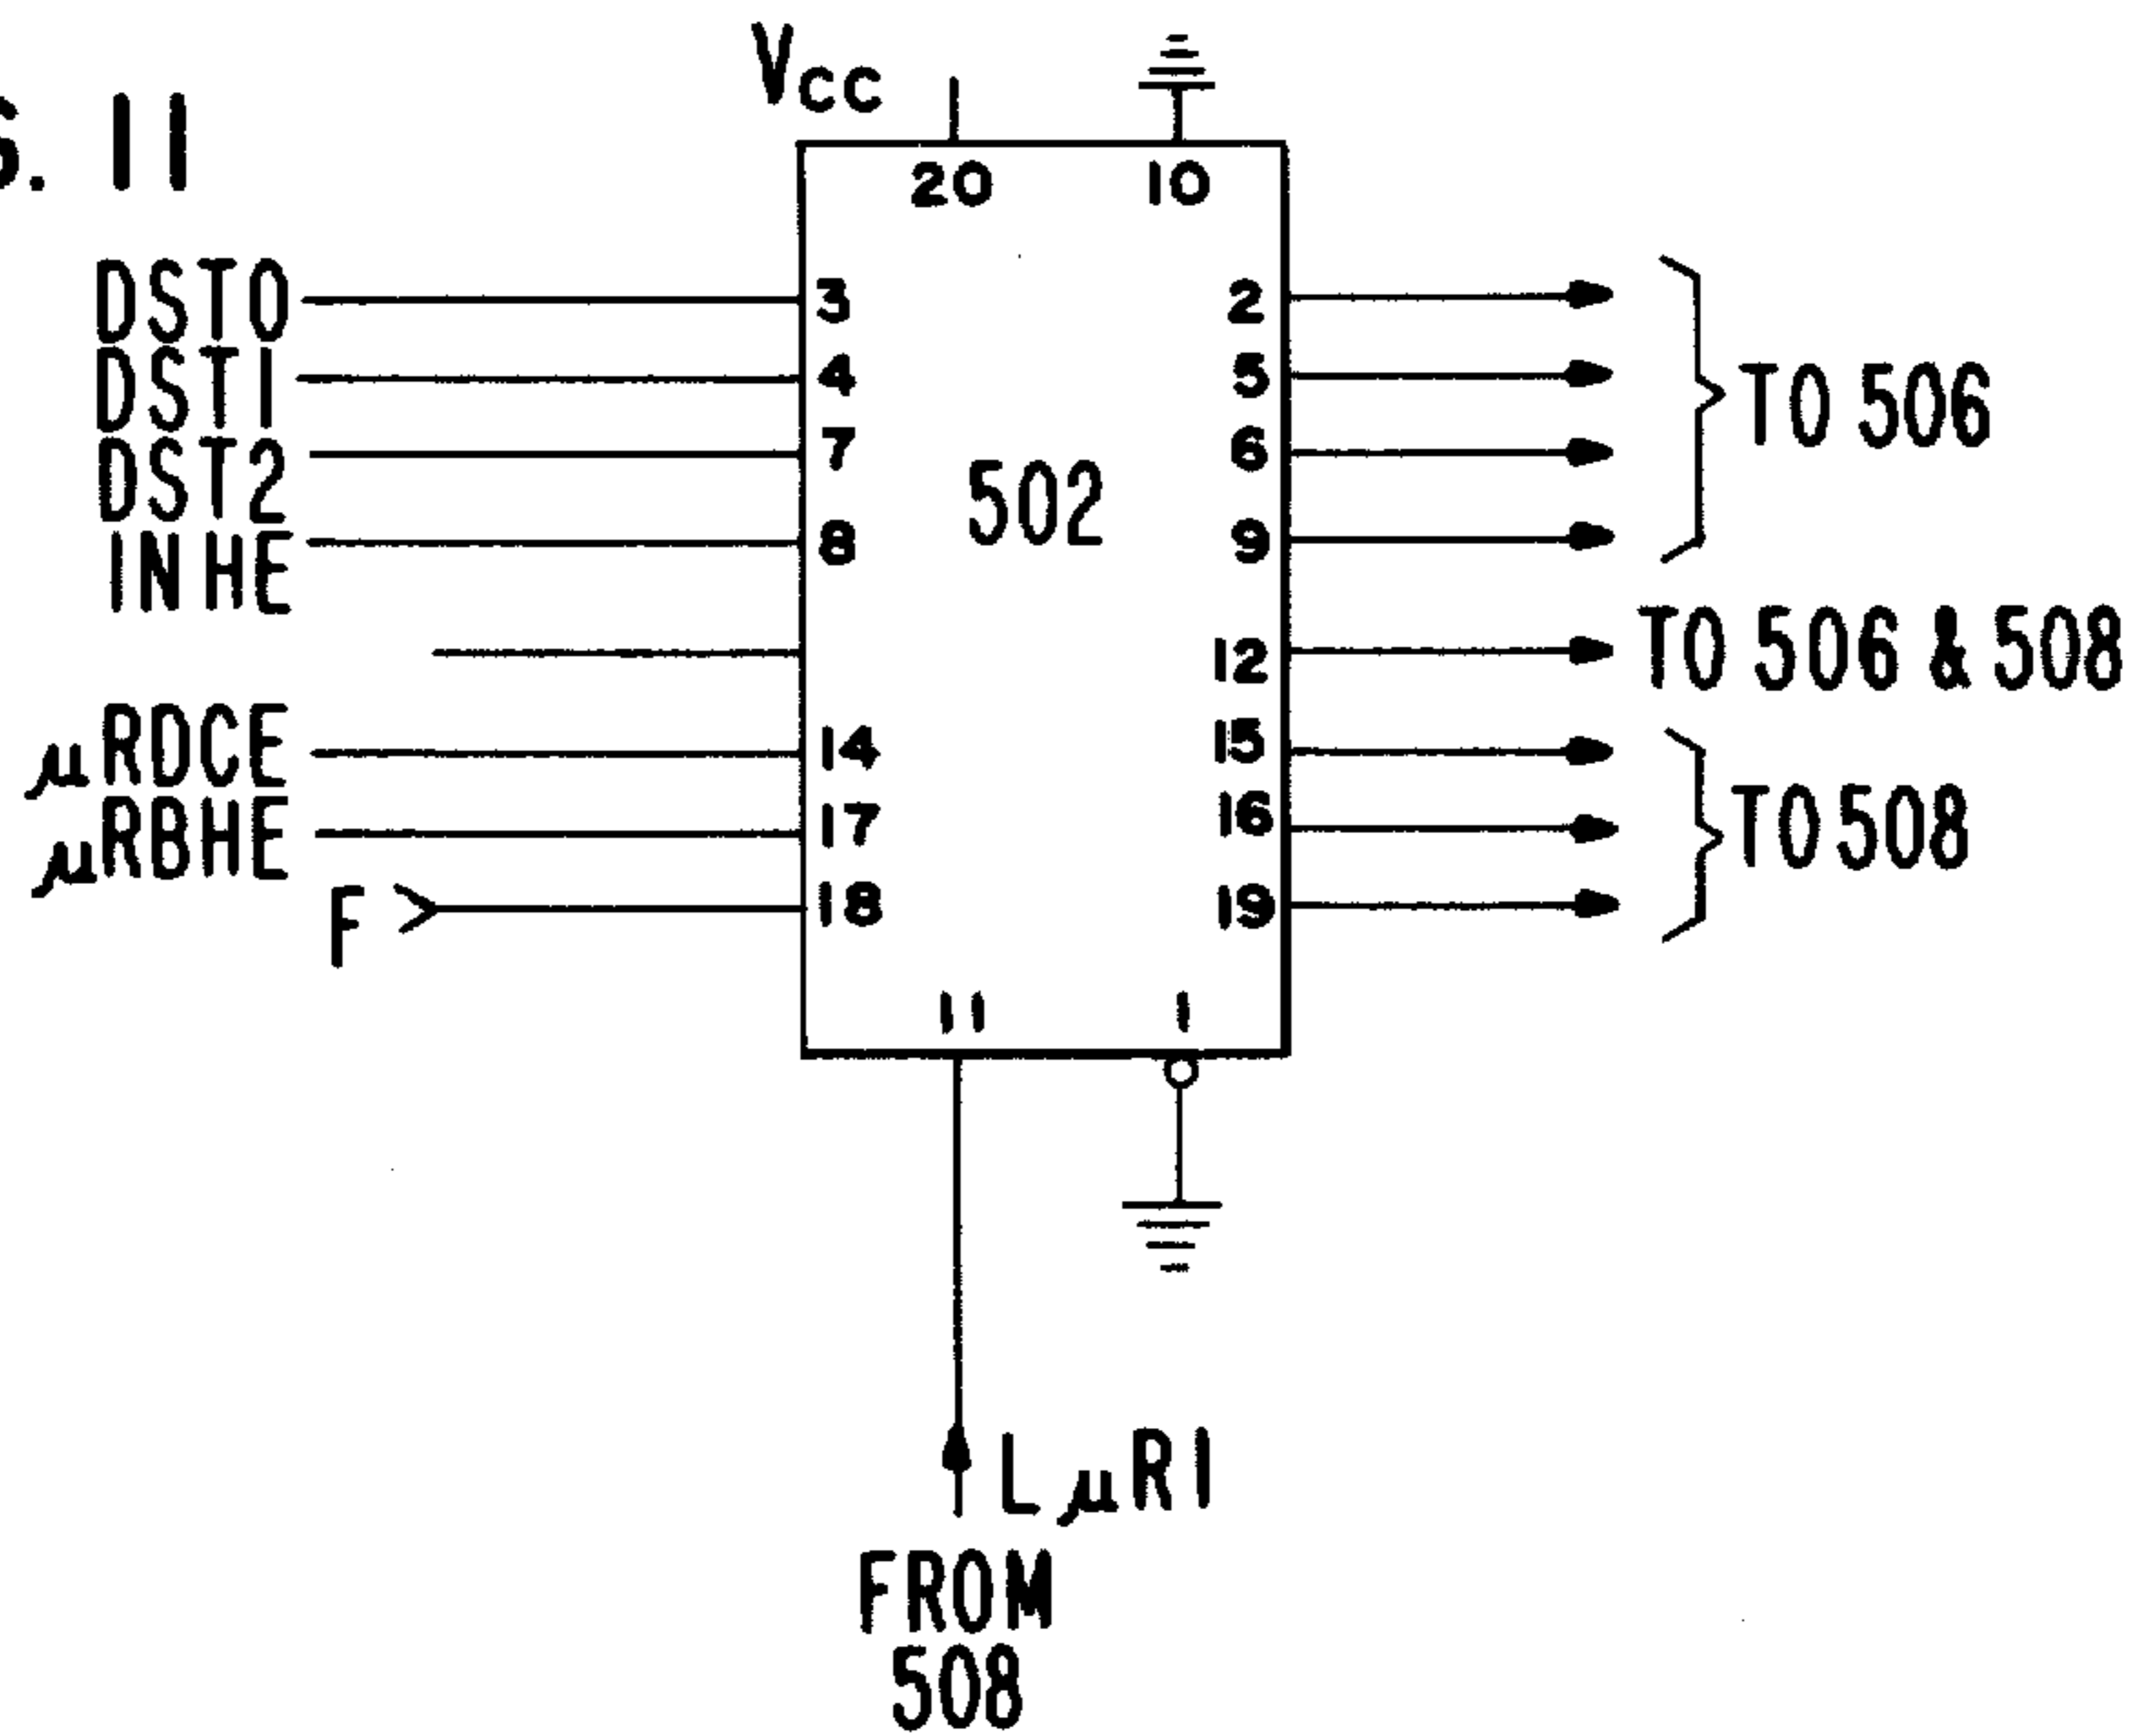 . 11
VCC
20 10
DST0 3 2
DST1 4 5
DST2 7 6
INHE 8 9
TO 506
502
12 TO 506 & 508
μRDCE 14 15
μRBHE 17 16
F 18 19
TO 508
11 1
LμR1
FROM
508